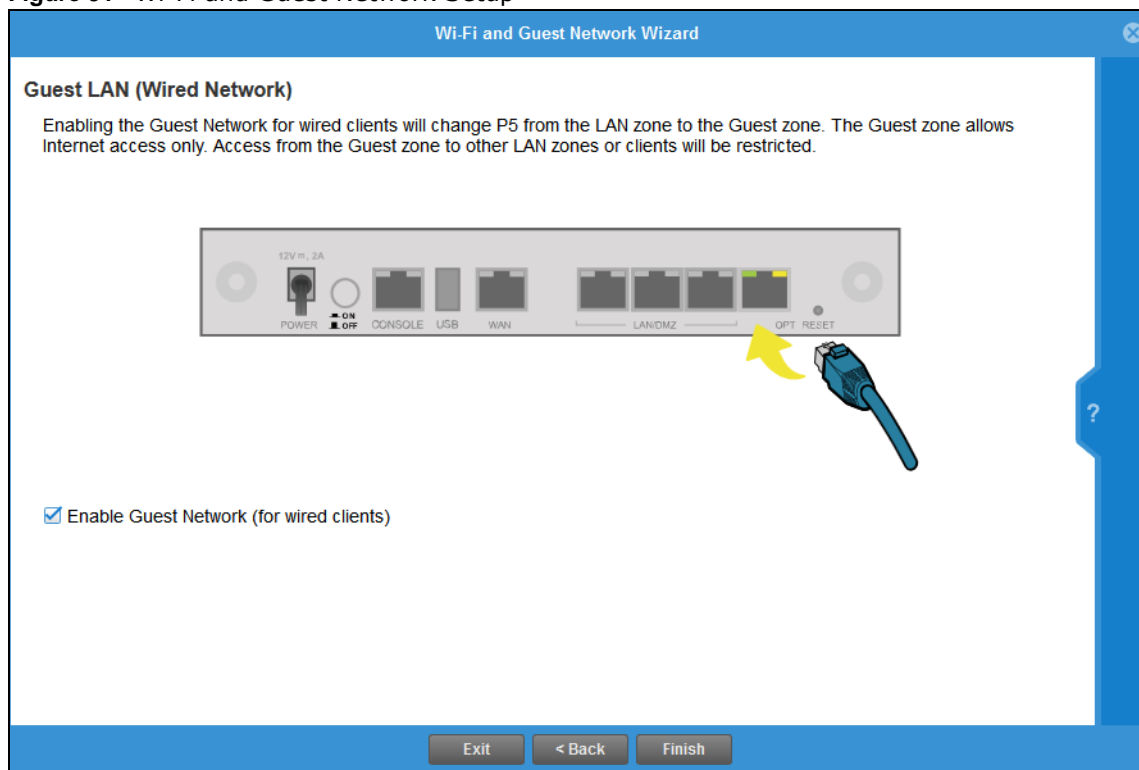 Wi-Fi and Guest Network Wizard
Guest LAN (Wired Network)
Enabling the Guest Network for wired clients will change P5 from the LAN zone to the Guest zone. The Guest zone allows
Internet access only. Access from the Guest zone to other LAN zones or clients will be restricted.
12V⎓, 2A
ON
OFF
POWER CONSOLE USB WAN LAN/DMZ OPT RESET
?
Enable Guest Network (for wired clients)
Exit < Back Finish